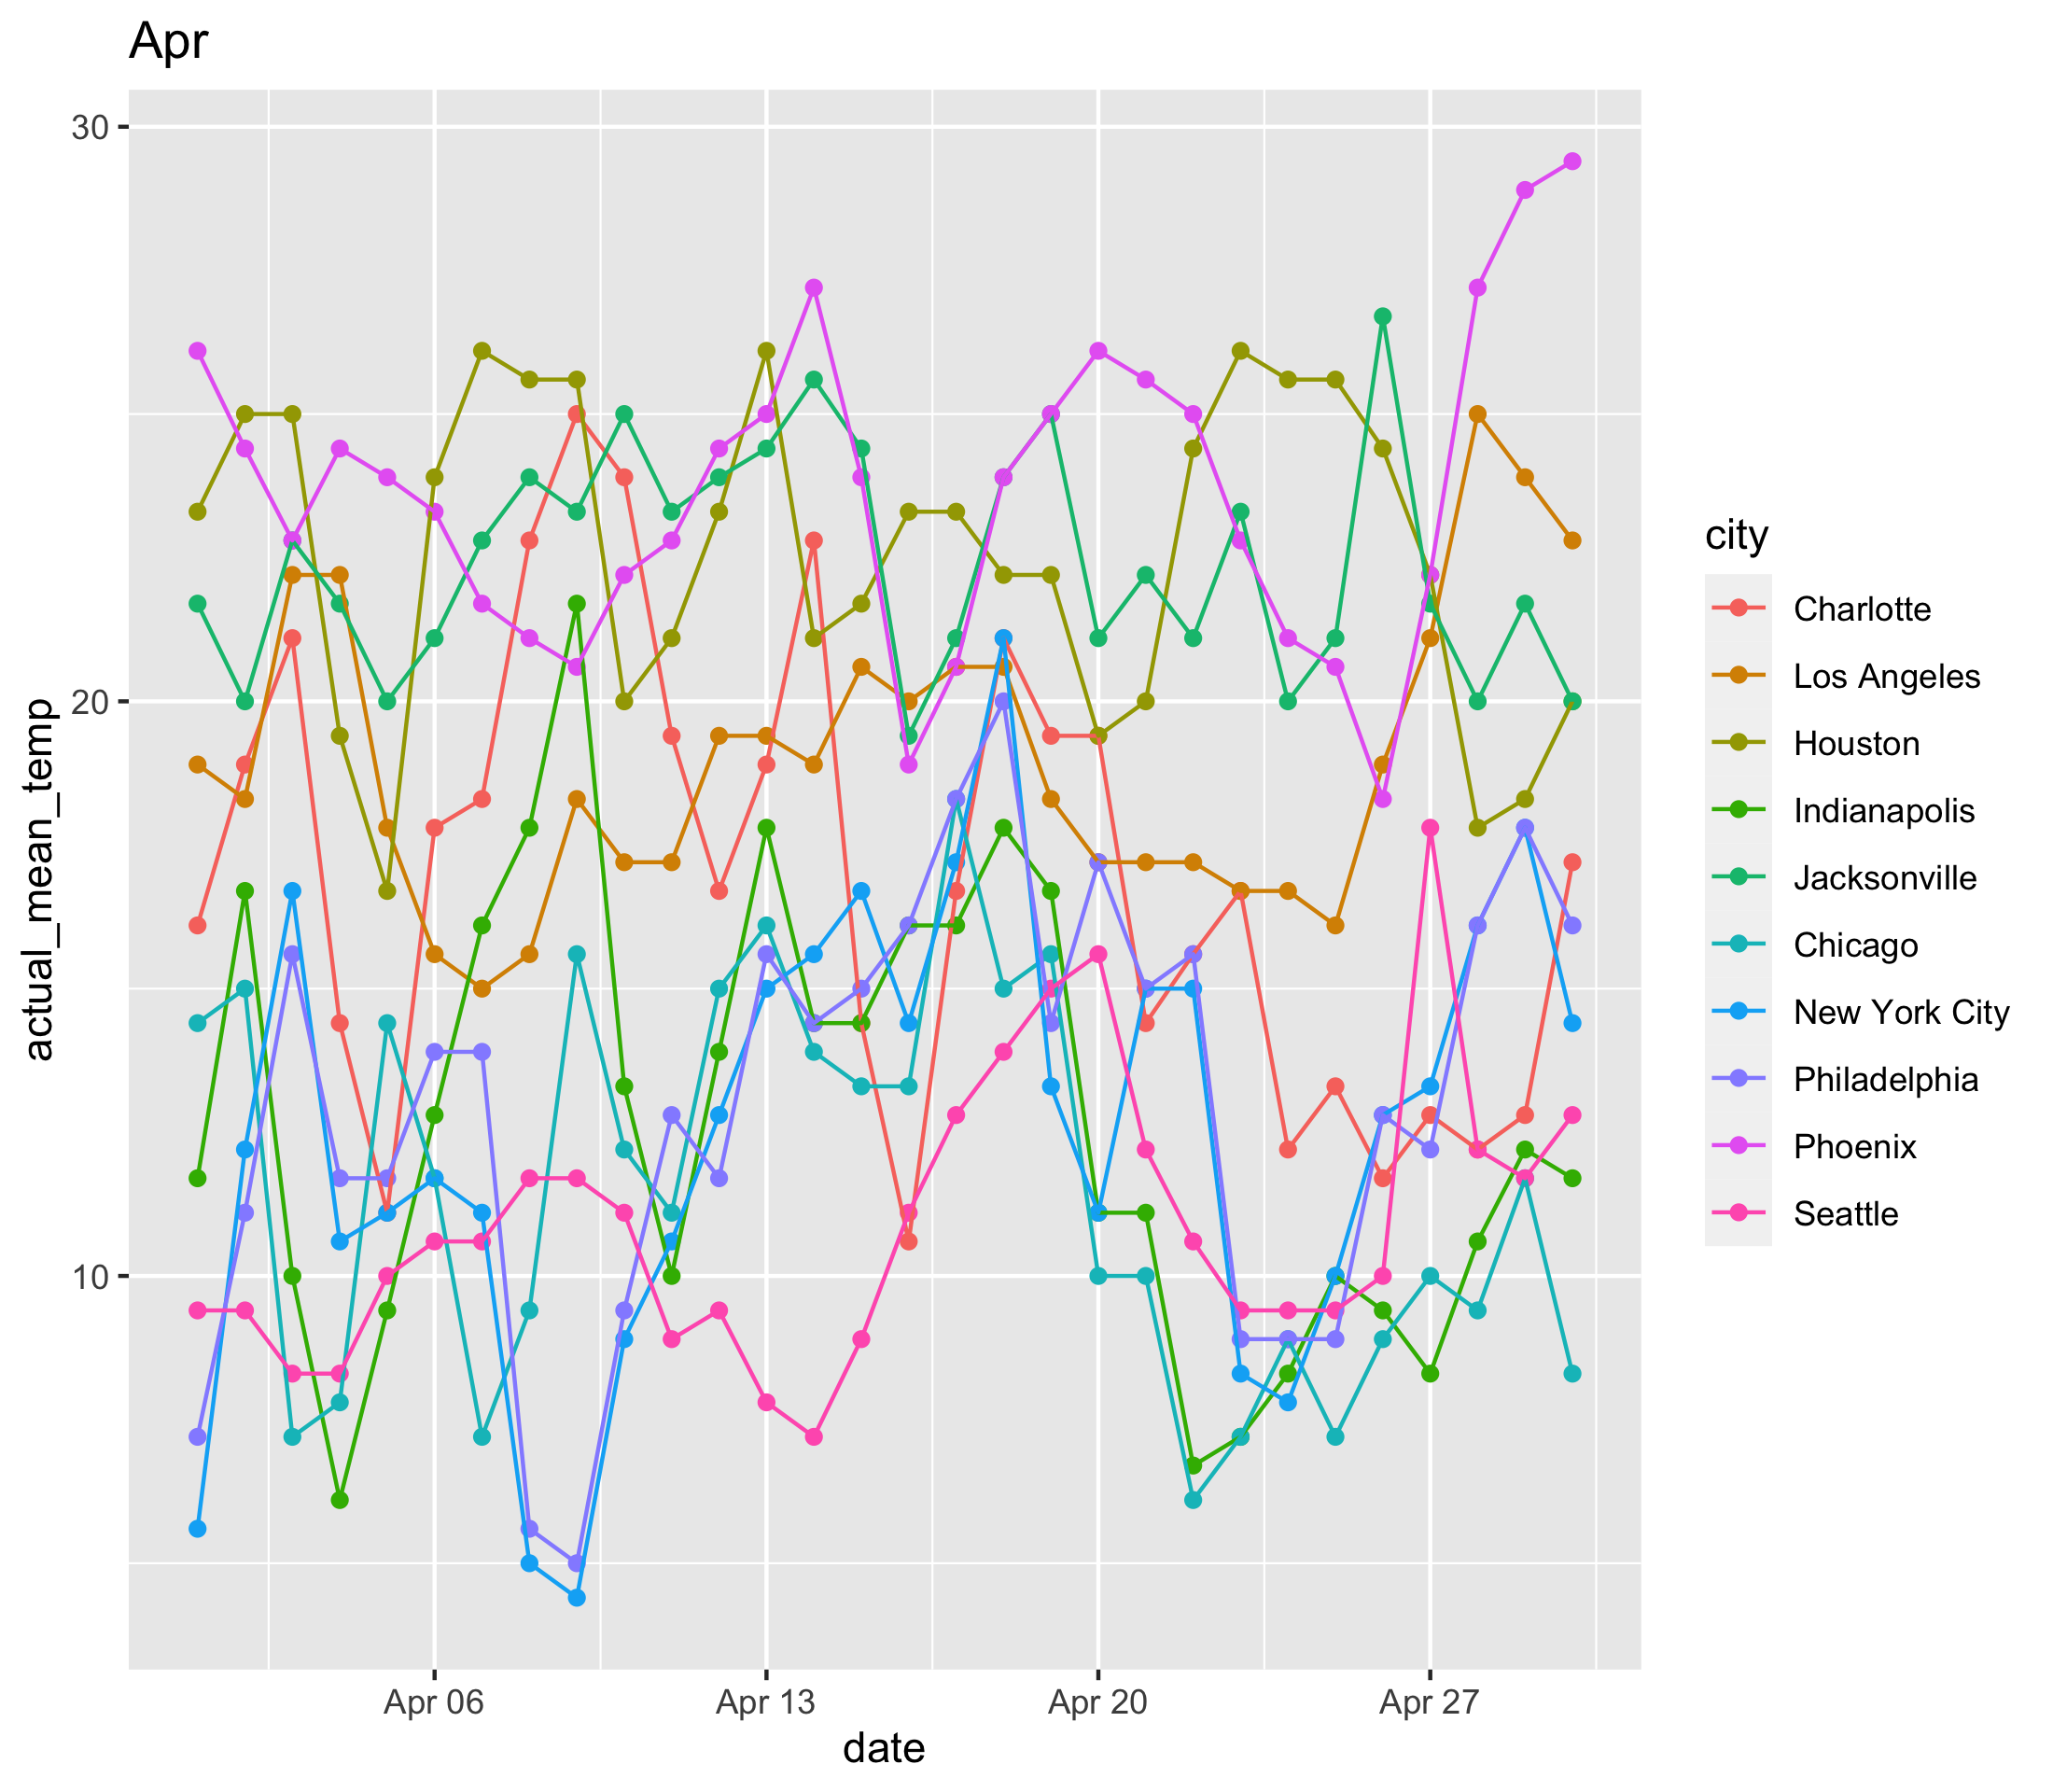 Apr
30
20
10
actual_mean_temp
Apr 06
Apr 13
Apr 20
Apr 27
date
city
Charlotte
Los Angeles
Houston
Indianapolis
Jacksonville
Chicago
New York City
Philadelphia
Phoenix
Seattle